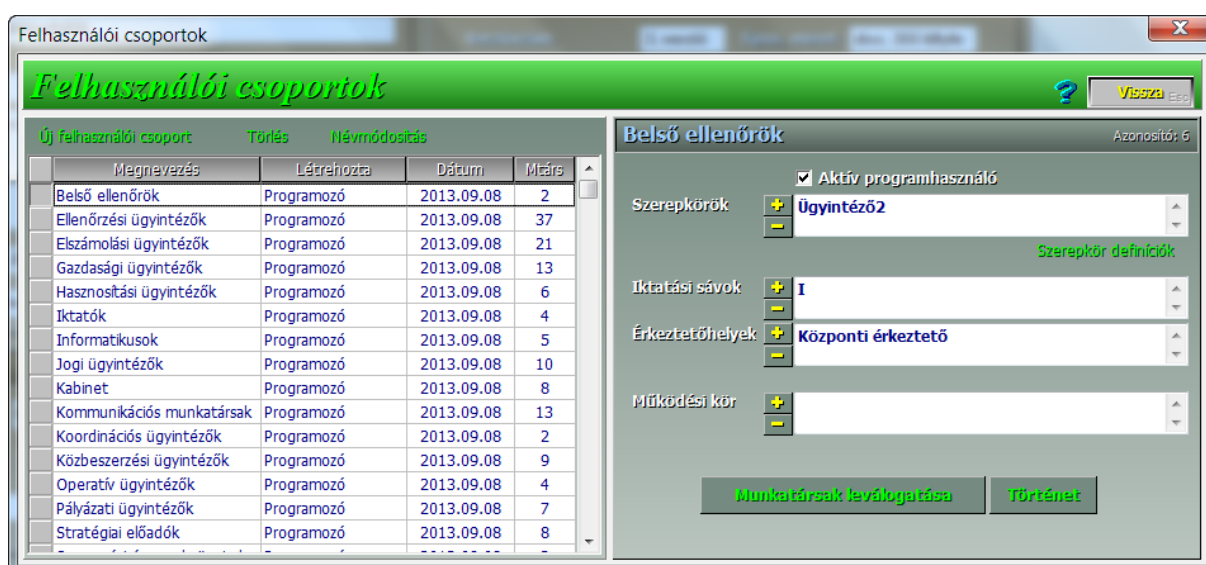 Felhasználói csoportok
Felhasználói csoportok
? Vissza Esc
Új felhasználói csoport Törlés Névmódosítás
Megnevezés Létrehozta Dátum Mtárs
Belső ellenőrök Programozó 2013.09.08 2
Ellenőrzési ügyintézők Programozó 2013.09.08 37
Elszámolási ügyintézők Programozó 2013.09.08 21
Gazdasági ügyintézők Programozó 2013.09.08 13
Hasznosítási ügyintézők Programozó 2013.09.08 6
Iktatók Programozó 2013.09.08 4
Informatikusok Programozó 2013.09.08 5
Jogi ügyintézők Programozó 2013.09.08 10
Kabinet Programozó 2013.09.08 8
Kommunikációs munkatársak Programozó 2013.09.08 13
Koordinációs ügyintézők Programozó 2013.09.08 2
Közbeszerzési ügyintézők Programozó 2013.09.08 9
Operatív ügyintézők Programozó 2013.09.08 4
Pályázati ügyintézők Programozó 2013.09.08 7
Stratégiai előadók Programozó 2013.09.08 8
Belső ellenőrök Azonosító: 6
Aktív programhasználó
Szerepkörök + Ügyintéző2
−
Szerepkör definíciók
Iktatási sávok + I
−
Érkeztetőhelyek + Központi érkeztető
−
Működési kör +
−
Munkatársak leválogatása Történet